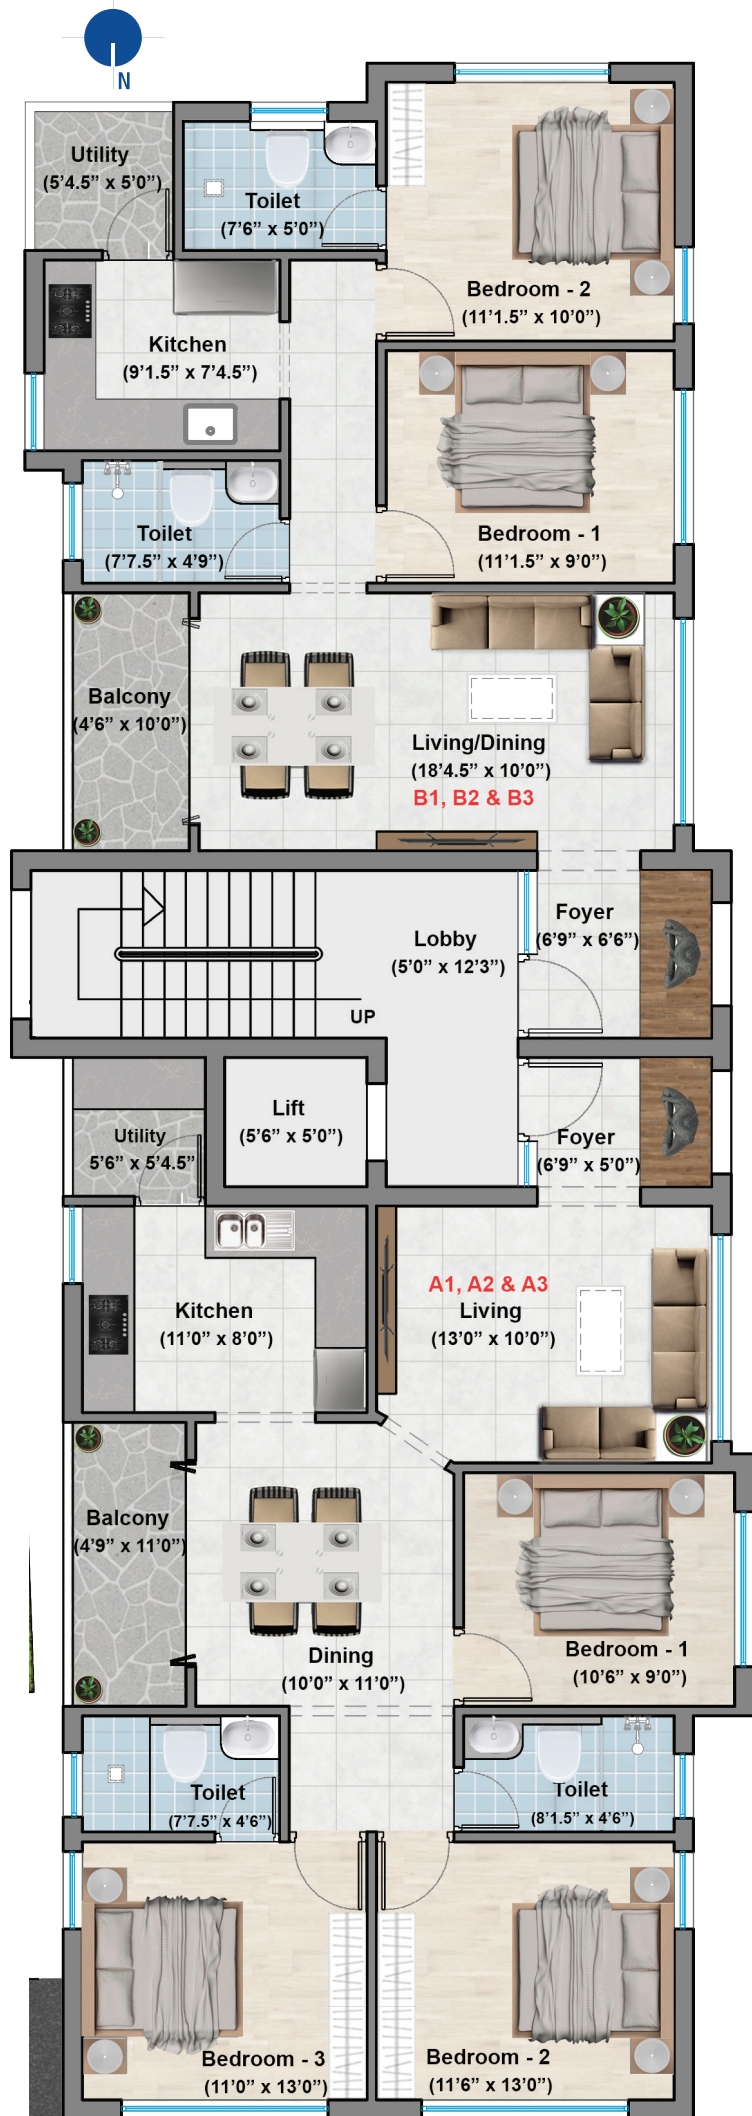 N
Utility
(5'4.5” x 5'0”)
Toilet
(7'6” x 5'0”)
Bedroom - 2
(11'1.5” x 10'0”)
Kitchen
(9'1.5” x 7'4.5”)
Toilet
(7'7.5” x 4'9”)
Bedroom - 1
(11'1.5” x 9'0”)
Balcony
(4'6” x 10'0”)
Living/Dining
(18'4.5” x 10'0”)
B1, B2 & B3
Foyer
(6'9” x 6'6”)
Lobby
(5'0” x 12'3”)
UP
Lift
(5'6” x 5'0”)
Utility
5'6” x 5'4.5”
Foyer
(6'9” x 5'0”)
A1, A2 & A3
Living
(13'0” x 10'0”)
Kitchen
(11'0” x 8'0”)
Balcony
(4'9” x 11'0”)
Dining
(10'0” x 11'0”)
Bedroom - 1
(10'6” x 9'0”)
Toilet
(7'7.5” x 4'6”)
Toilet
(8'1.5” x 4'6”)
Bedroom - 3
(11'0” x 13'0”)
Bedroom - 2
(11'6” x 13'0”)